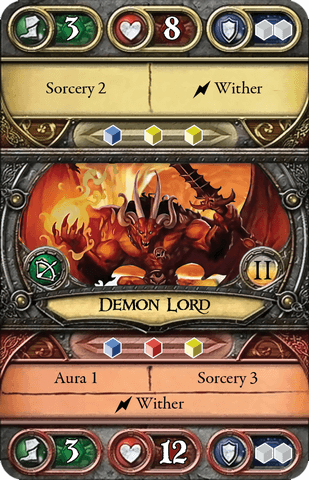 3 8
Sorcery 2 Wither
II
DEMON LORD
Aura 1 Sorcery 3
Wither
3 12